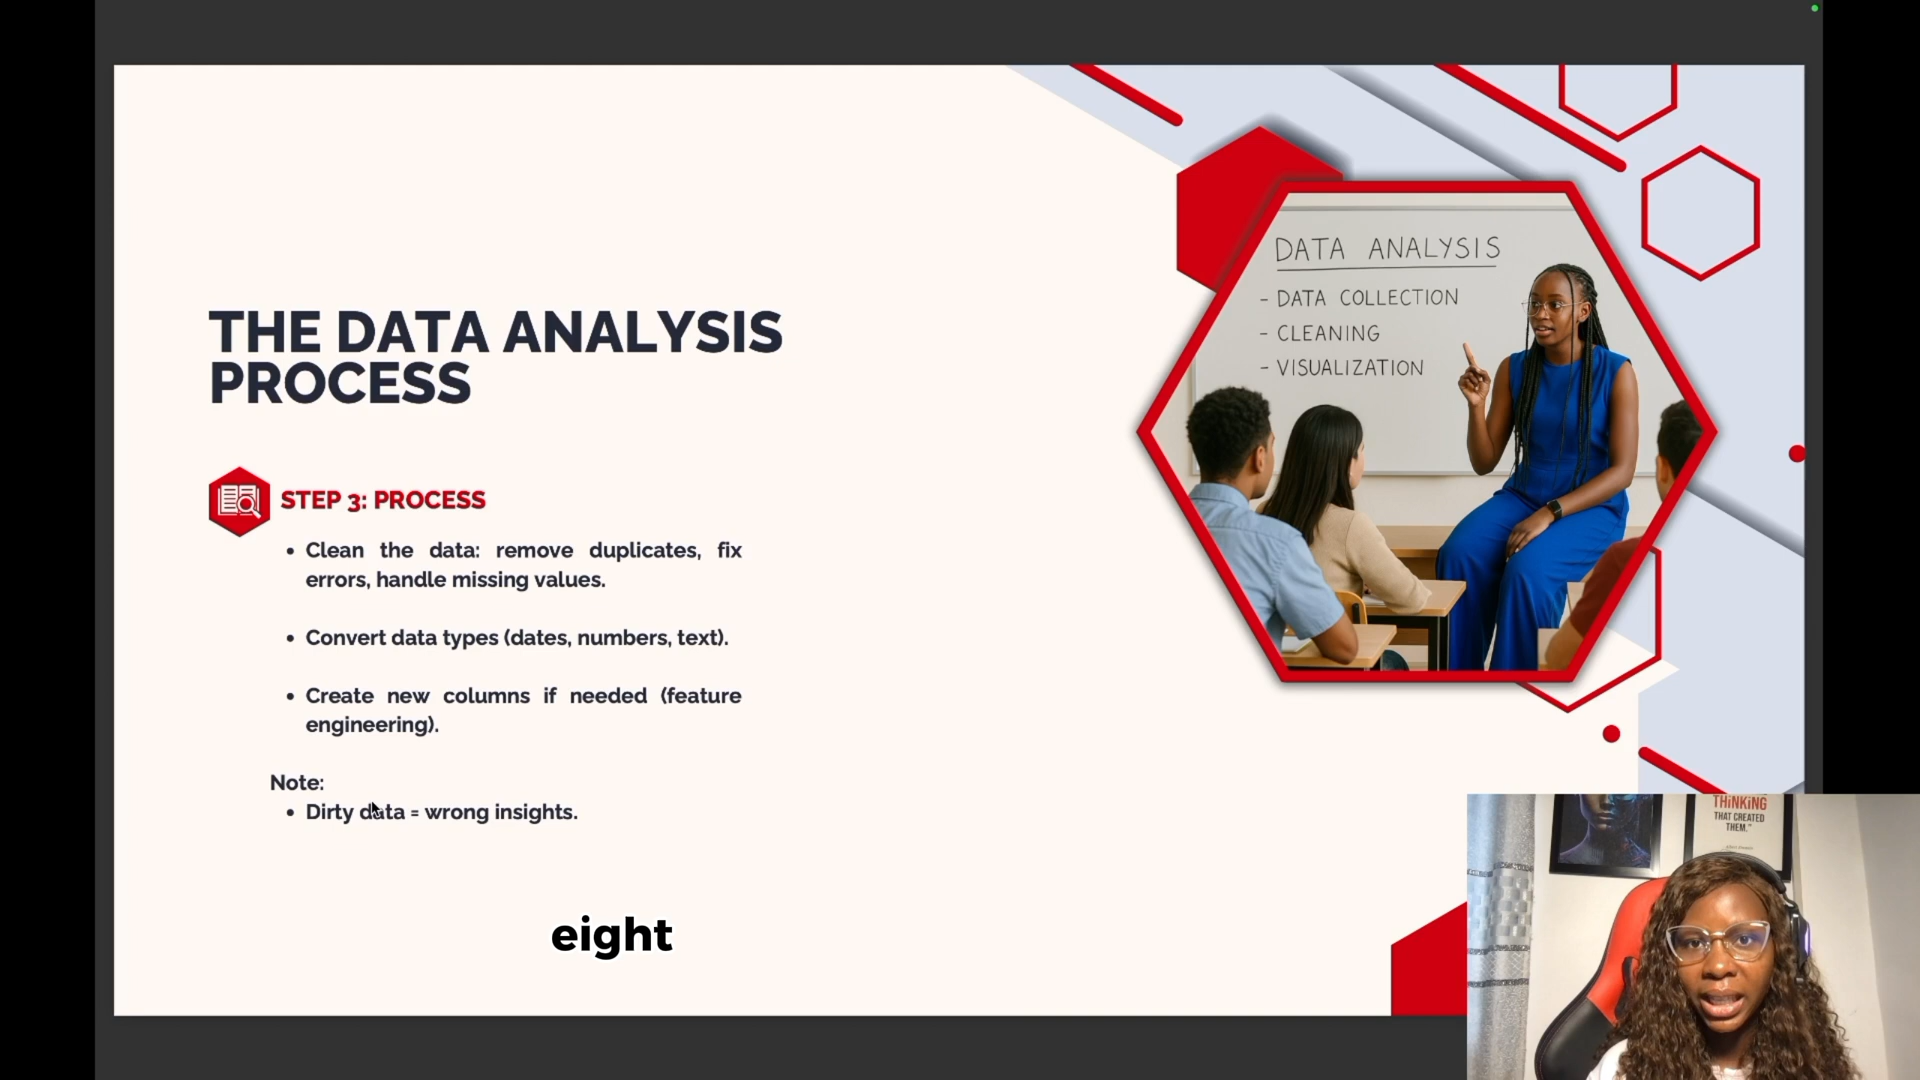 THE DATA ANALYSIS
PROCESS
STEP 3: PROCESS
• Clean the data: remove duplicates, fix
errors, handle missing values.
• Convert data types (dates, numbers, text).
• Create new columns if needed (feature
engineering).
Note:
• Dirty data = wrong insights.
eight
DATA ANALYSIS
- DATA COLLECTION
- CLEANING
- VISUALIZATION
THiNKiNG
THAT CREATED
THEM."